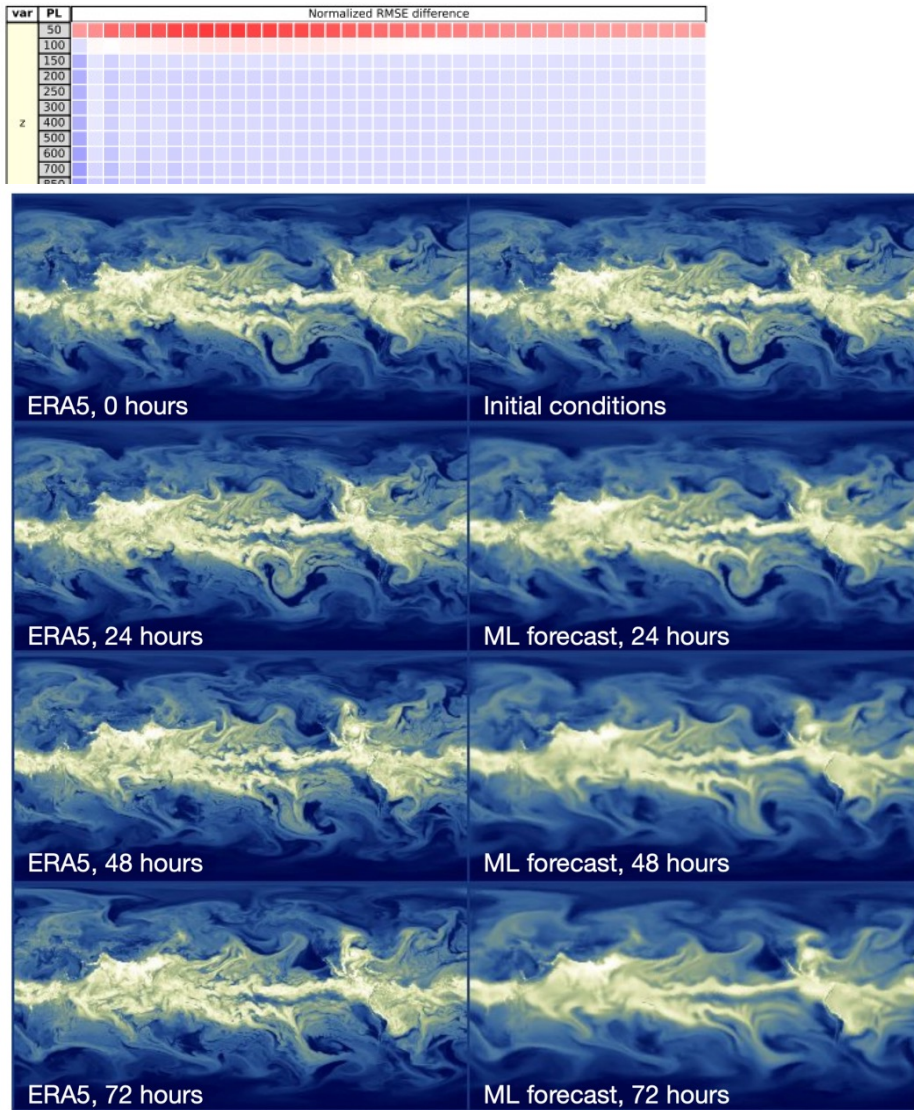 var PL Normalized RMSE difference
50
100
150
200
250
300
400
z
500
600
700
850
ERA5, 0 hours Initial conditions
ERA5, 24 hours ML forecast, 24 hours
ERA5, 48 hours ML forecast, 48 hours
ERA5, 72 hours ML forecast, 72 hours